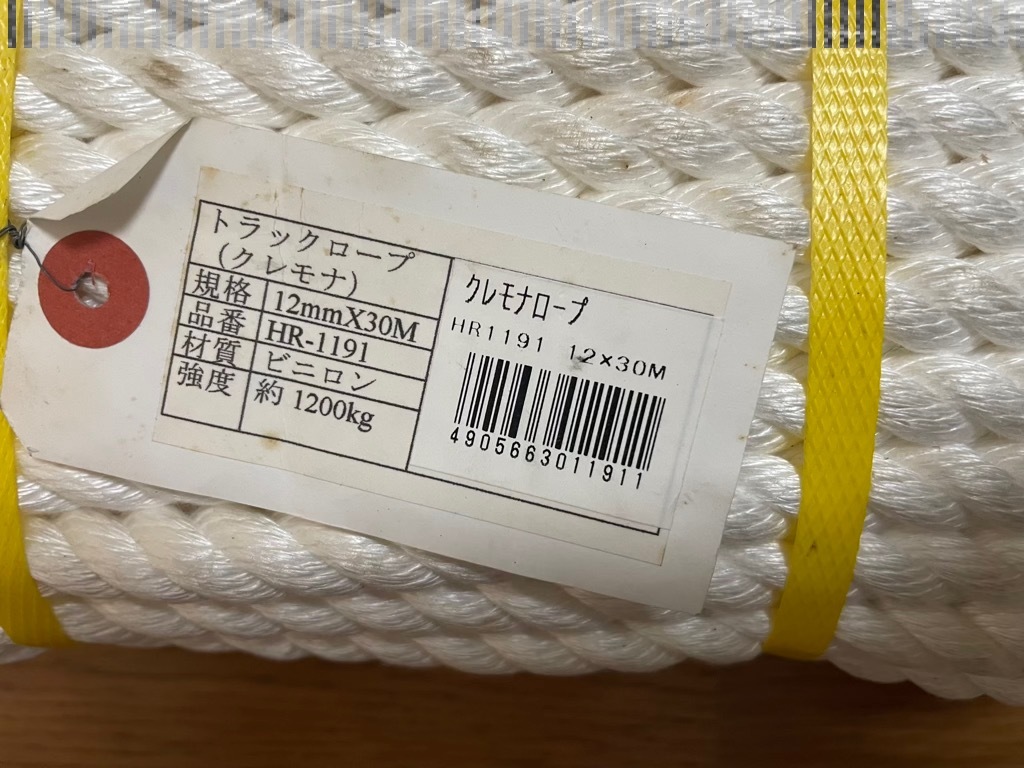 トラックロープ
(クレモナ)
規格 12mmX30M
品番 HR-1191
材質 ビニロン
強度 約 1200kg
クレモナロープ
HR1191 12×30M
4905663011911